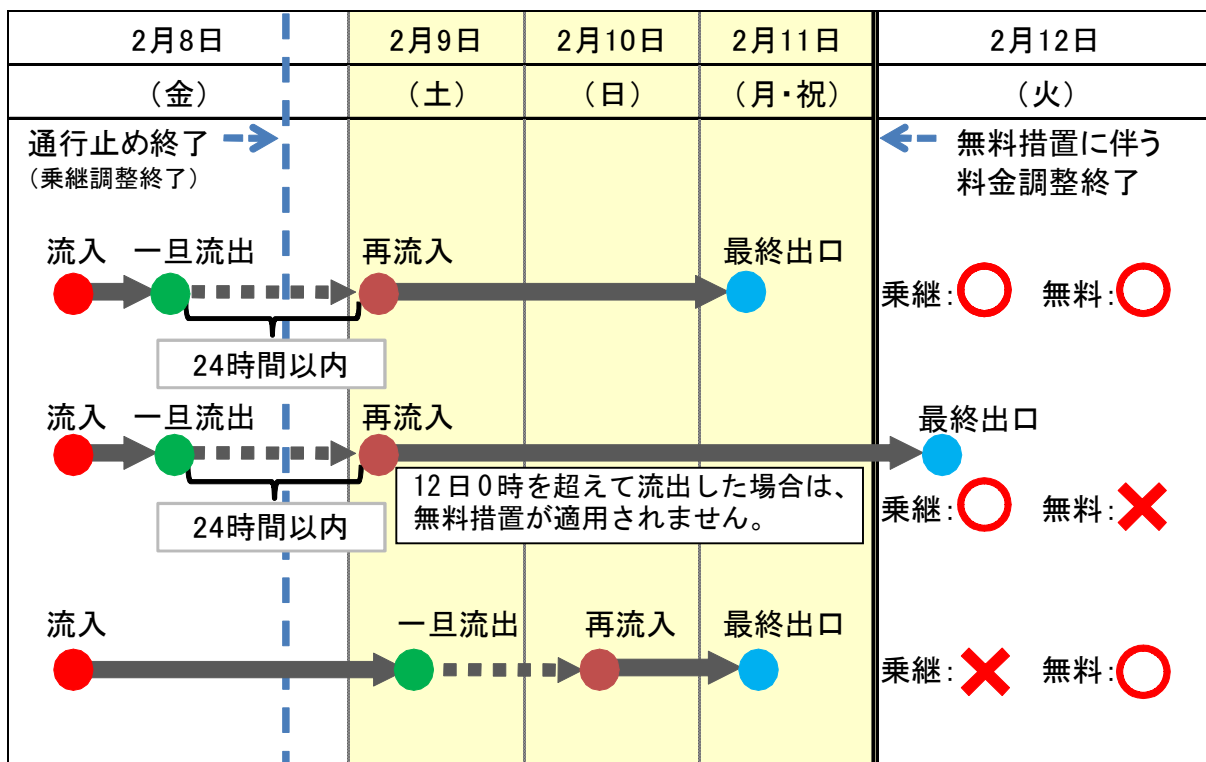 2月8日 2月9日 2月10日 2月11日 2月12日
(金) (土) (日) (月・祝) (火)
通行止め終了
(乗継調整終了)
無料措置に伴う
料金調整終了
流入 一旦流出 再流入 最終出口
乗継: 無料:
24時間以内
流入 一旦流出 再流入 最終出口
12日0時を超えて流出した場合は、
無料措置が適用されません。
乗継: 無料:
24時間以内
流入 一旦流出 再流入 最終出口
乗継: 無料: